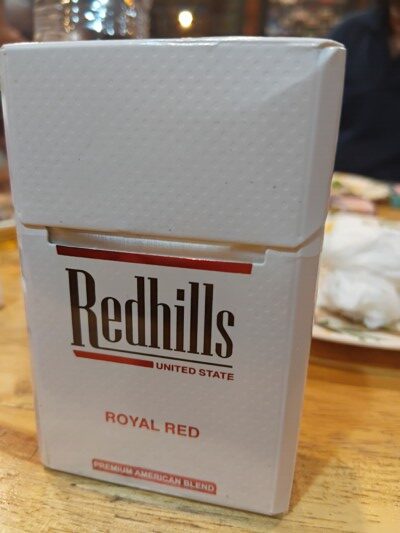 Redhills
UNITED STATE
ROYAL RED
PREMIUM AMERICAN BLEND